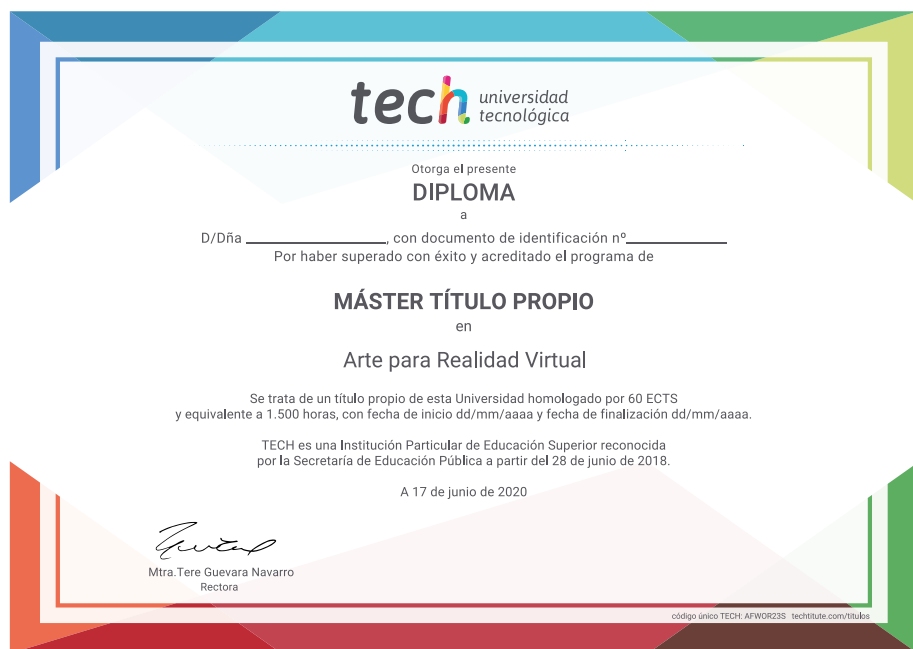 tech universidad
tecnológica
Otorga el presente
DIPLOMA
a
D/Dña ____________________, con documento de identificación nº______________
Por haber superado con éxito y acreditado el programa de
MÁSTER TÍTULO PROPIO
en
Arte para Realidad Virtual
Se trata de un título propio de esta Universidad homologado por 60 ECTS
y equivalente a 1.500 horas, con fecha de inicio dd/mm/aaaa y fecha de finalización dd/mm/aaaa.
TECH es una Institución Particular de Educación Superior reconocida
por la Secretaría de Educación Pública a partir del 28 de junio de 2018.
A 17 de junio de 2020
Mtra.Tere Guevara Navarro
Rectora
código único TECH: AFWOR23S techtitute.com/titulos